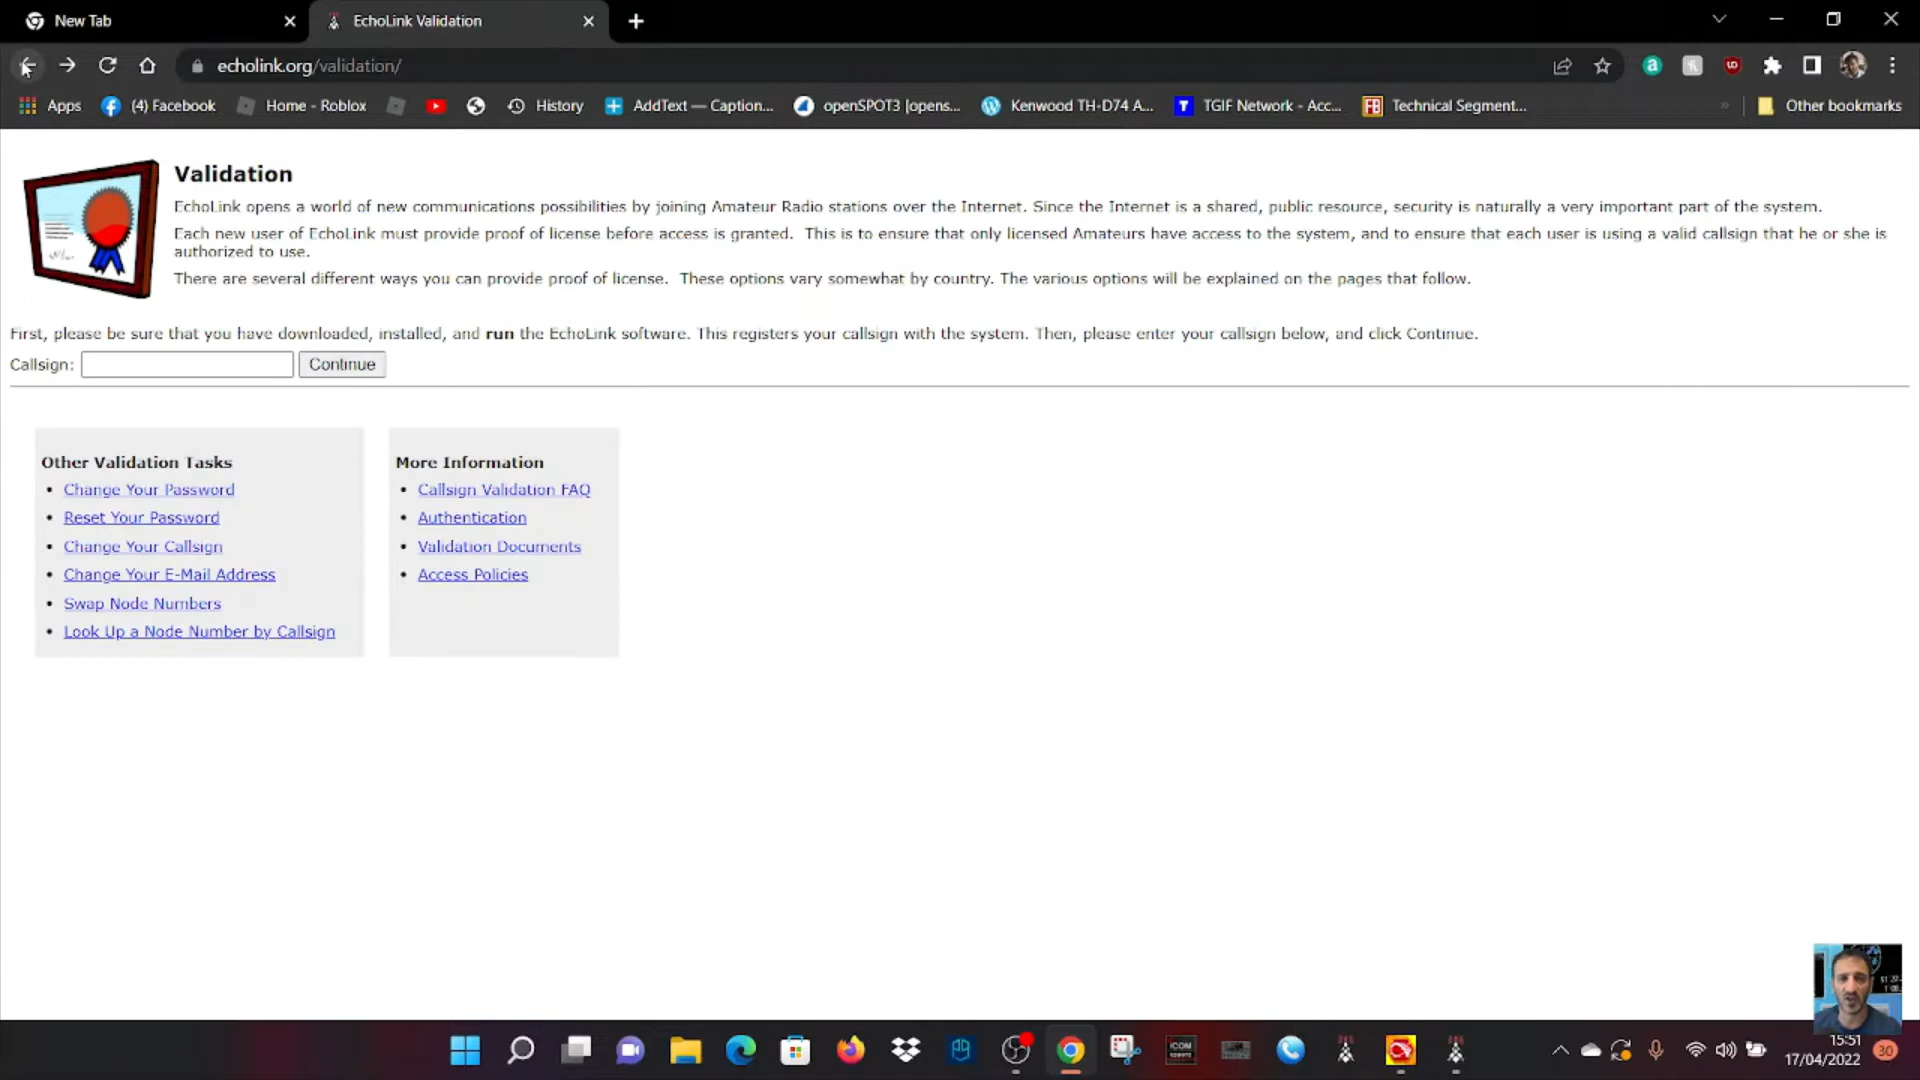 New Tab
EchoLink Validation
echolink.org/validation/
Apps
(4) Facebook
Home - Roblox
History
AddText — Caption...
openSPOT3 [opens...
Kenwood TH-D74 A...
TGIF Network - Acc...
Technical Segment...
Other bookmarks
Validation
EchoLink opens a world of new communications possibilities by joining Amateur Radio stations over the Internet. Since the Internet is a shared, public resource, security is naturally a very important part of the system.
Each new user of EchoLink must provide proof of license before access is granted. This is to ensure that only licensed Amateurs have access to the system, and to ensure that each user is using a valid callsign that he or she is
authorized to use.
There are several different ways you can provide proof of license. These options vary somewhat by country. The various options will be explained on the pages that follow.
First, please be sure that you have downloaded, installed, and run the EchoLink software. This registers your callsign with the system. Then, please enter your callsign below, and click Continue.
Callsign: Continue
Other Validation Tasks
• Change Your Password
• Reset Your Password
• Change Your Callsign
• Change Your E-Mail Address
• Swap Node Numbers
• Look Up a Node Number by Callsign
More Information
• Callsign Validation FAQ
• Authentication
• Validation Documents
• Access Policies
15:51
17/04/2022
30